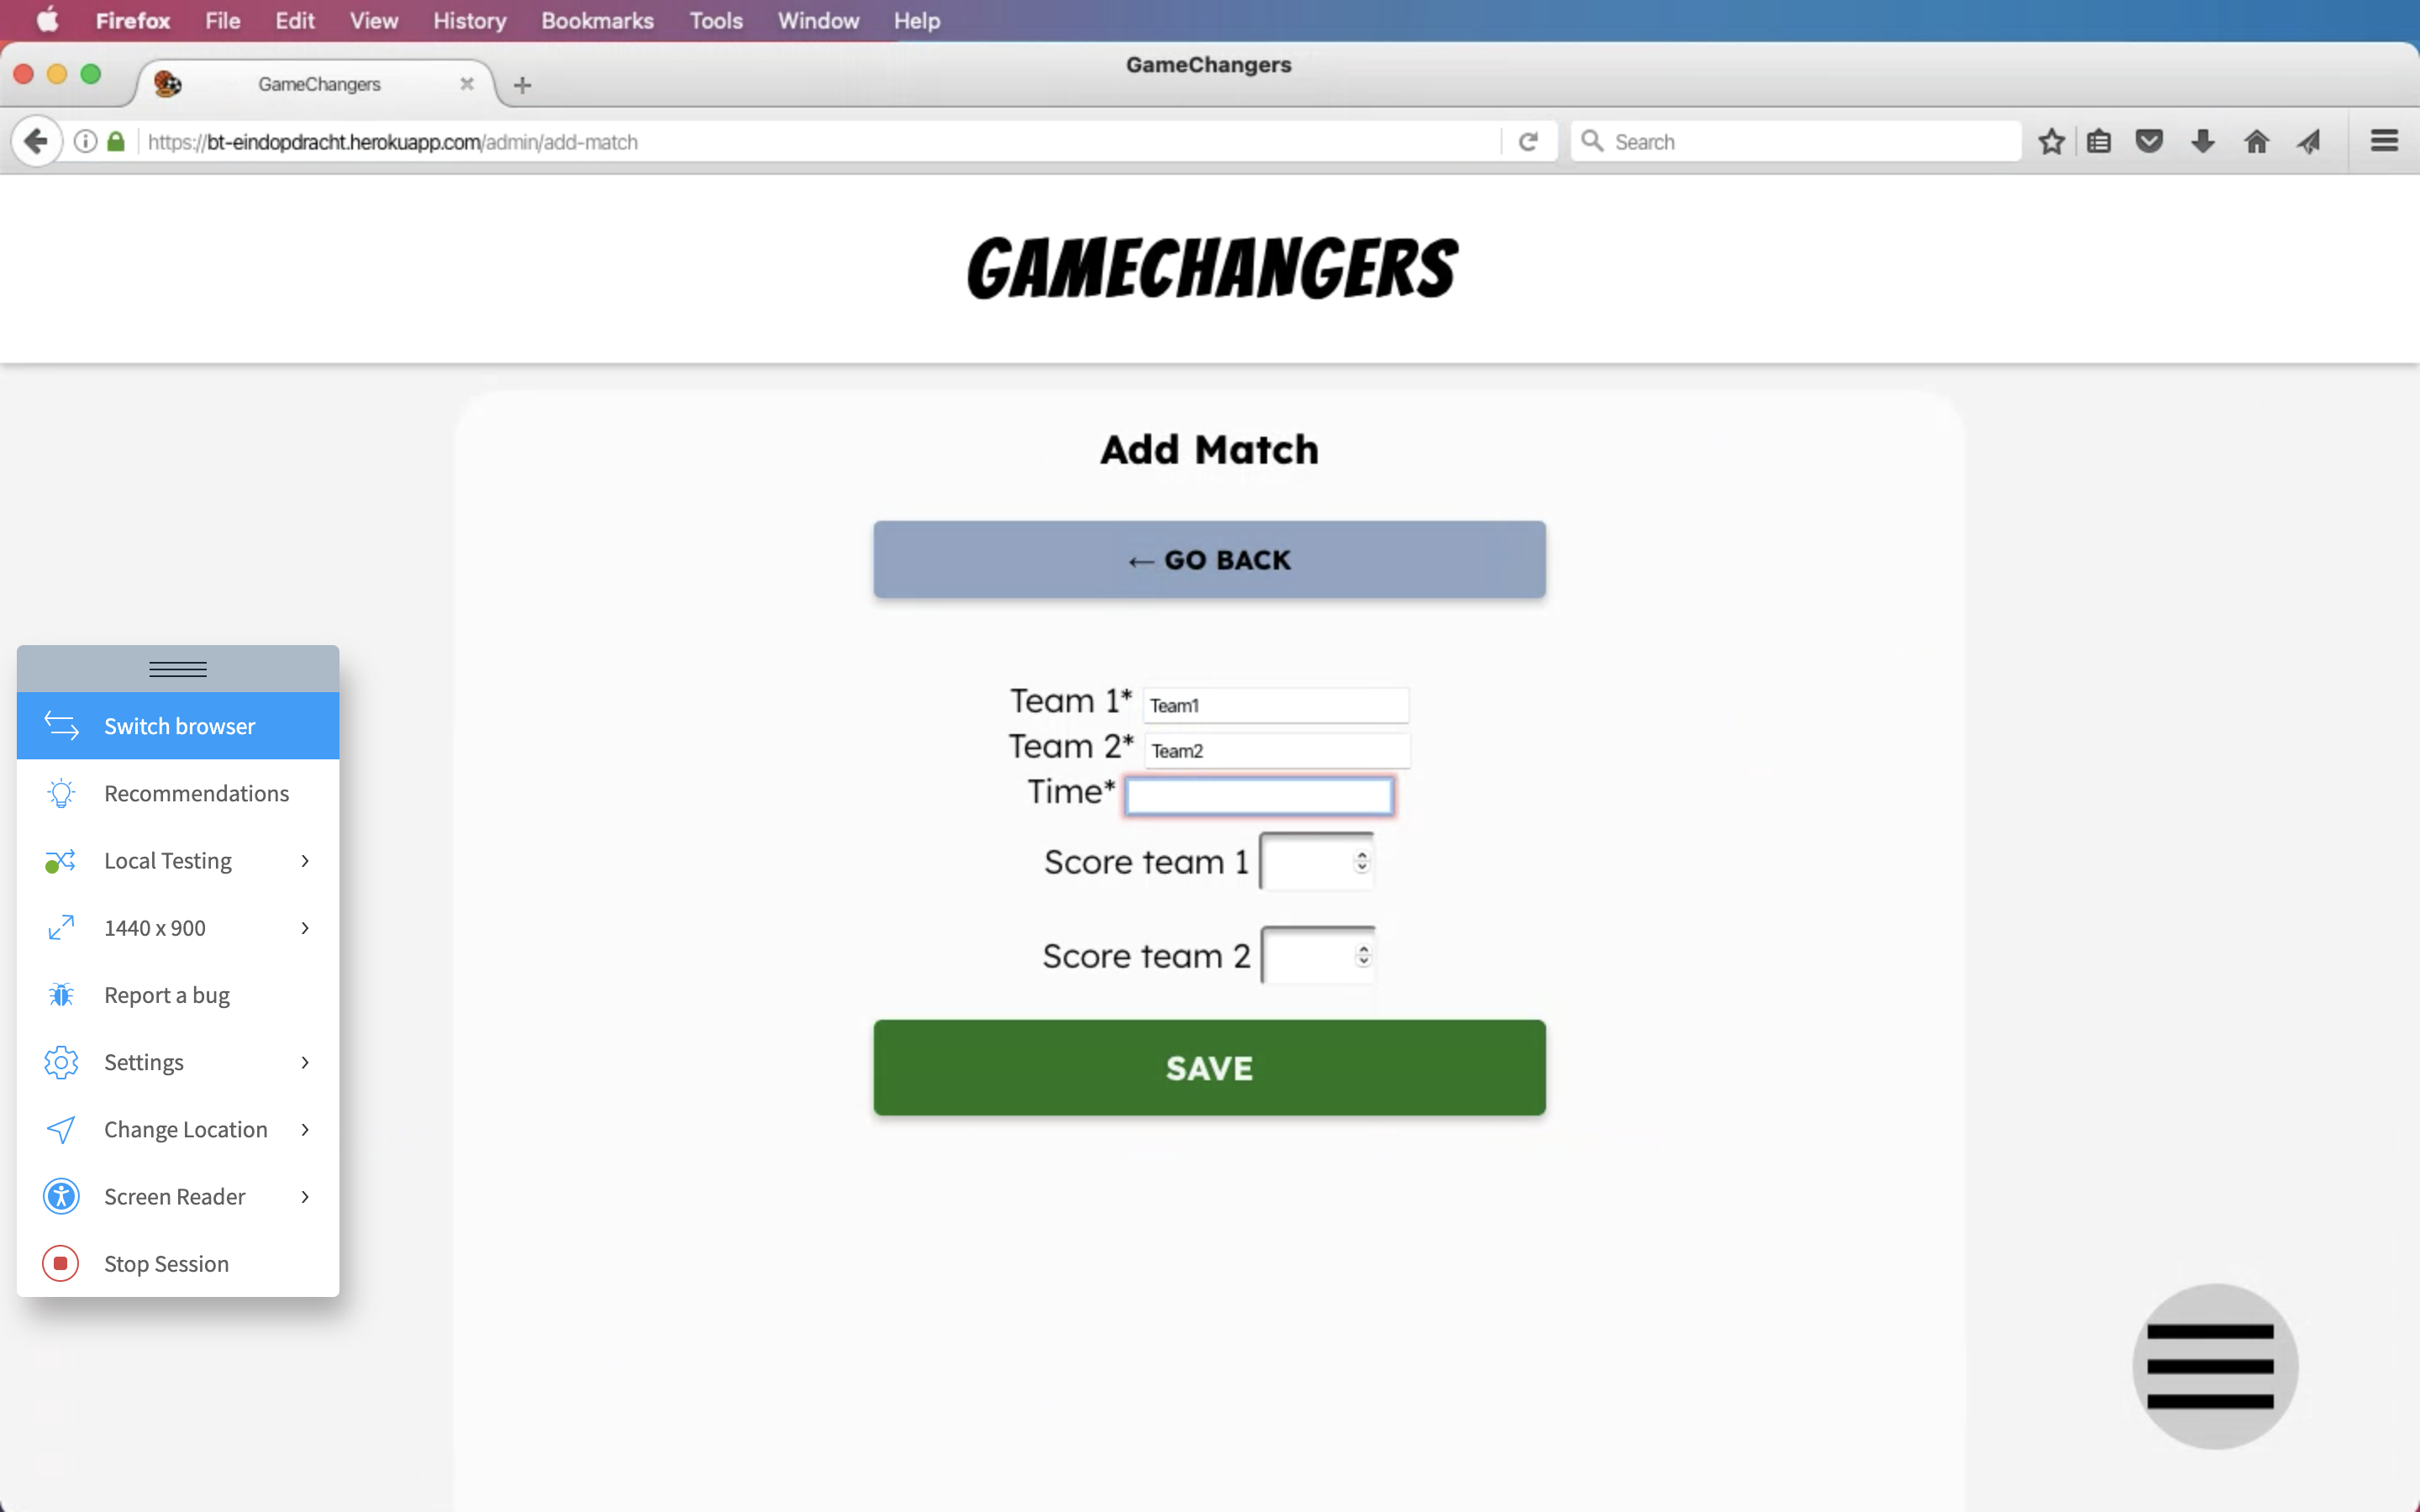 Firefox File Edit View History Bookmarks Tools Window Help
GameChangers
GameChangers
https://bt-eindopdracht.herokuapp.com/admin/add-match
Search
GAMECHANGERS
Add Match
← GO BACK
Team 1* Team1
Team 2* Team2
Time*
Score team 1
Score team 2
SAVE
Switch browser
Recommendations
Local Testing
1440 x 900
Report a bug
Settings
Change Location
Screen Reader
Stop Session